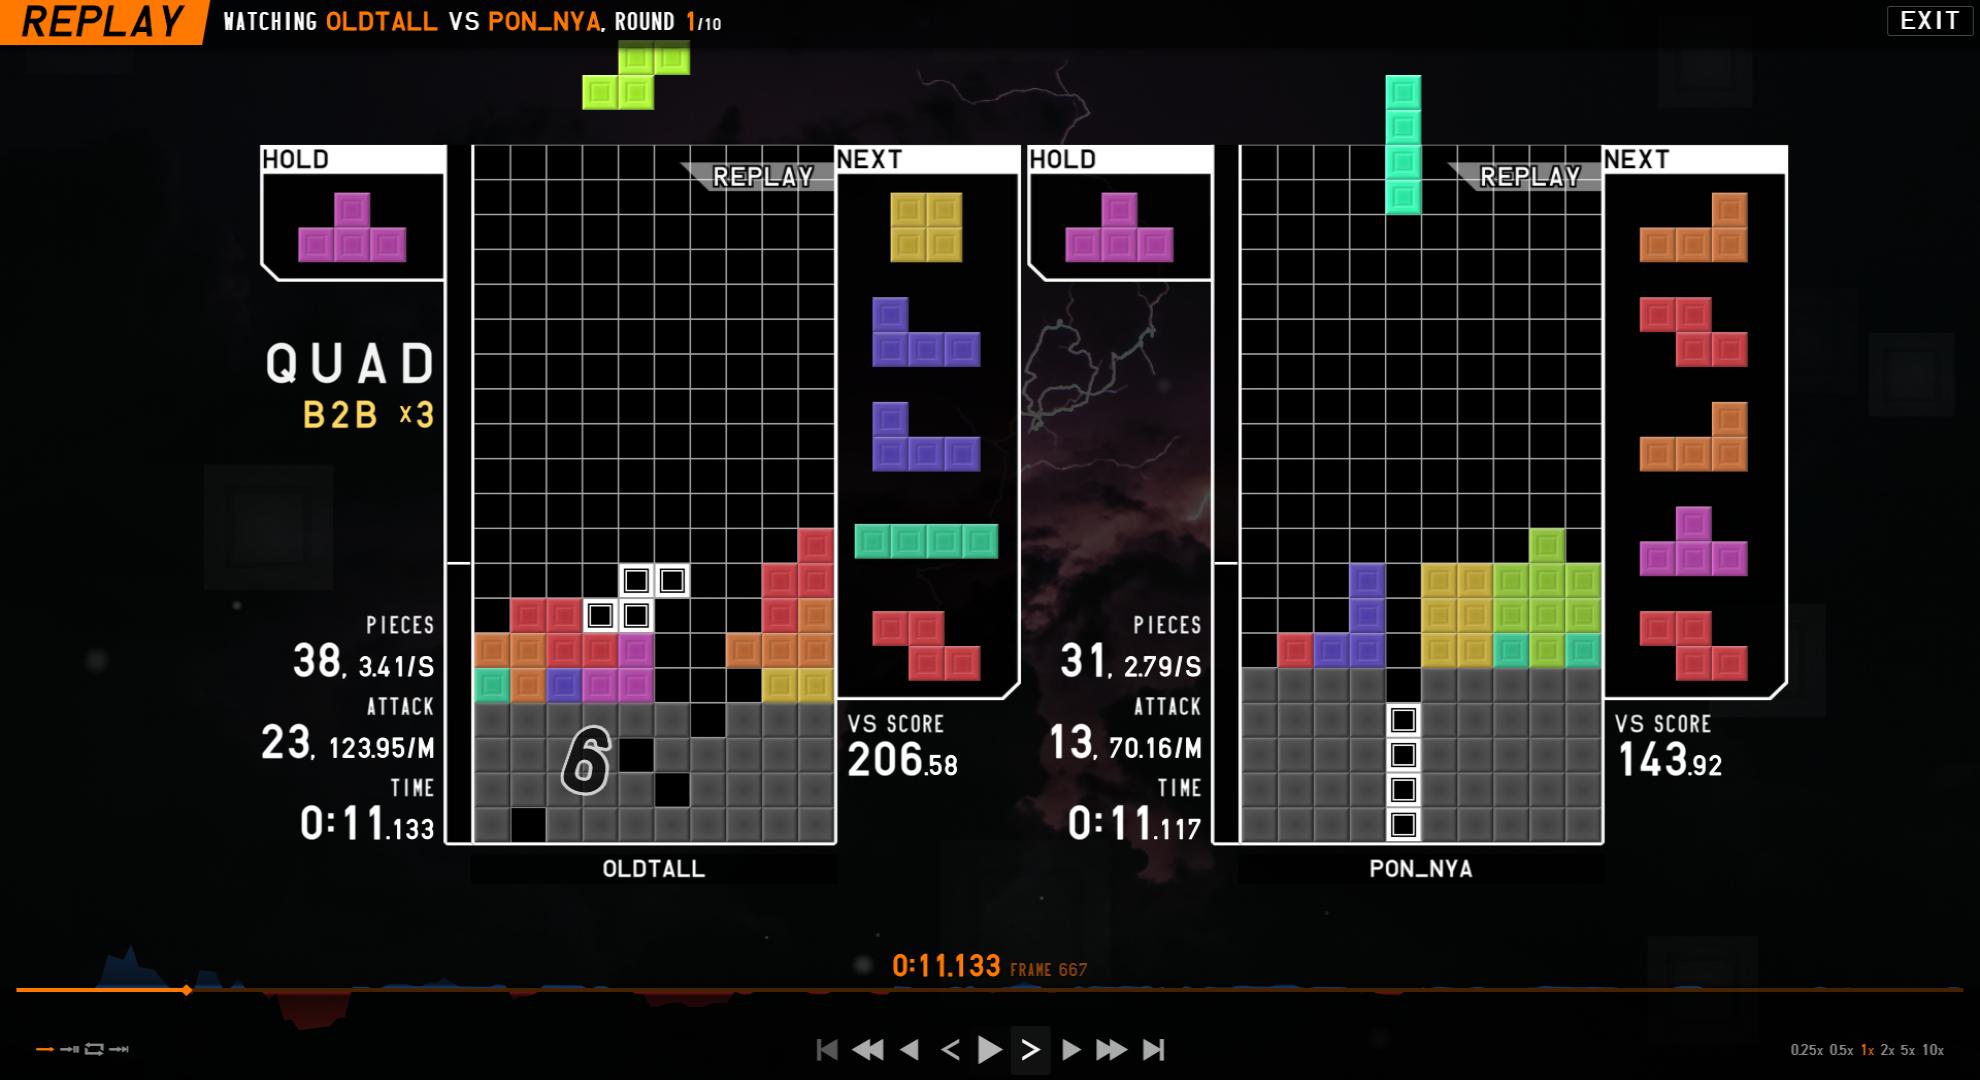 REPLAY
WATCHING OLDTALL VS PON_NYA, ROUND 1/10
EXIT
HOLD
REPLAY
NEXT
QUAD
B2B ×3
PIECES
38, 3.41/S
ATTACK
23, 123.95/M
TIME
0:11.133
6
VS SCORE
206.58
OLDTALL
HOLD
REPLAY
NEXT
PIECES
31, 2.79/S
ATTACK
13, 70.16/M
TIME
0:11.117
VS SCORE
143.92
PON_NYA
0:11.133 FRAME 667
0.25x 0.5x 1x 2x 5x 10x